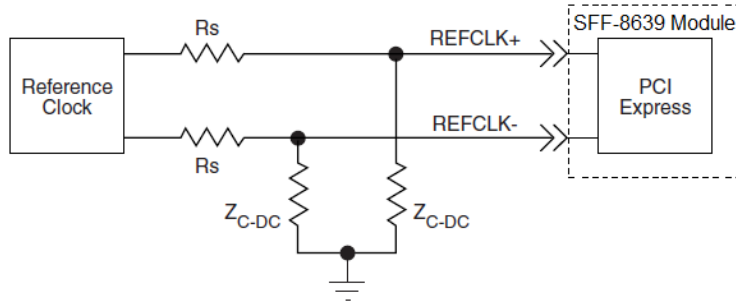 SFF-8639 Module
Rs
REFCLK+
Reference
Clock
PCI
Express
REFCLK-
Rs
ZC-DC
ZC-DC